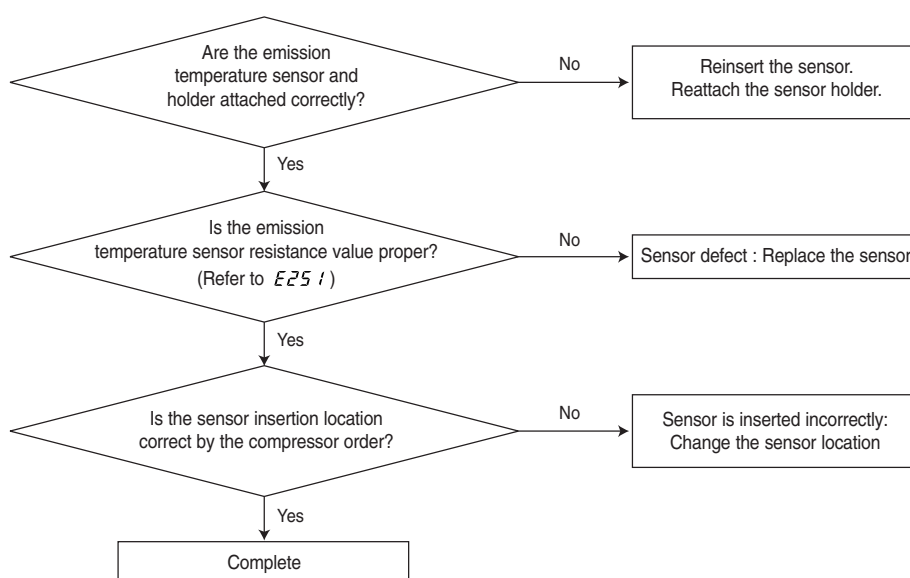 Are the emission
temperature sensor and
holder attached correctly?
No
Reinsert the sensor.
Reattach the sensor holder.
Yes
Is the emission
temperature sensor resistance value proper?
(Refer to E251)
No
Sensor defect : Replace the sensor
Yes
Is the sensor insertion location
correct by the compressor order?
No
Sensor is inserted incorrectly:
Change the sensor location
Yes
Complete